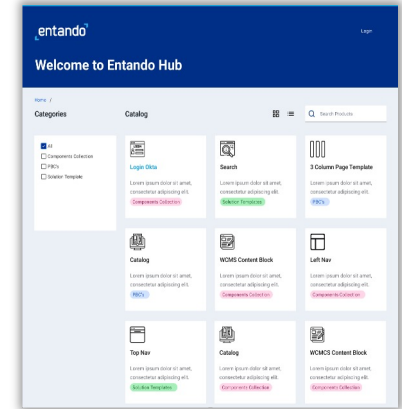 entando
Login
Welcome to Entando Hub
Home /
Categories
Catalog
Search Products
All
Components Collection
PBC's
Solution Template
Login Okta
Lorem ipsum dolor sit amet,
consectetur adipiscing elit.
Components Collection
Search
Lorem ipsum dolor sit amet,
consectetur adipiscing elit.
Solution Templates
3 Column Page Template
Lorem ipsum dolor sit amet,
consectetur adipiscing elit.
PBC's
Catalog
Lorem ipsum dolor sit amet,
consectetur adipiscing elit.
PBC's
WCMS Content Block
Lorem ipsum dolor sit amet,
consectetur adipiscing elit.
Components Collection
Left Nav
Lorem ipsum dolor sit amet,
consectetur adipiscing elit.
Components Collection
Top Nav
Lorem ipsum dolor sit amet,
consectetur adipiscing elit.
Solution Templates
Catalog
Lorem ipsum dolor sit amet,
consectetur adipiscing elit.
Components Collection
WCMCS Content Block
Lorem ipsum dolor sit amet,
consectetur adipiscing elit.
Components Collection